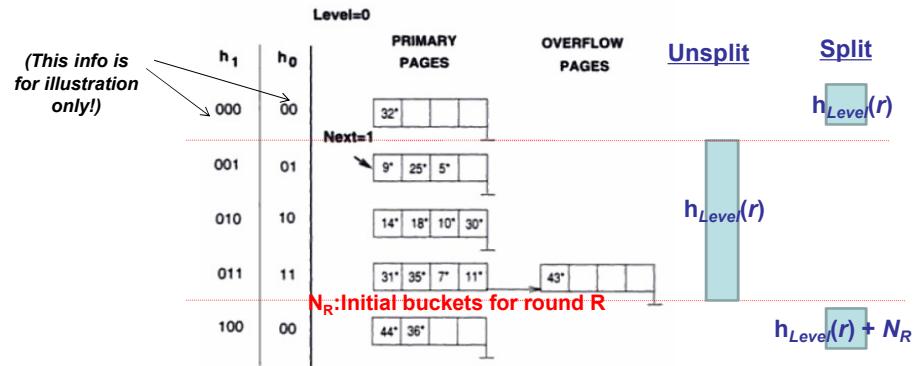 Level=0
h1 h0 PRIMARY PAGES OVERFLOW PAGES Unsplit Split
(This info is for illustration only!)
000 00 32* hLevel(r)
Next=1
001 01 9* 25* 5*
010 10 14* 18* 10* 30* hLevel(r)
011 11 31* 35* 7* 11* 43*
NR:Initial buckets for round R
100 00 44* 36* hLevel(r) + NR